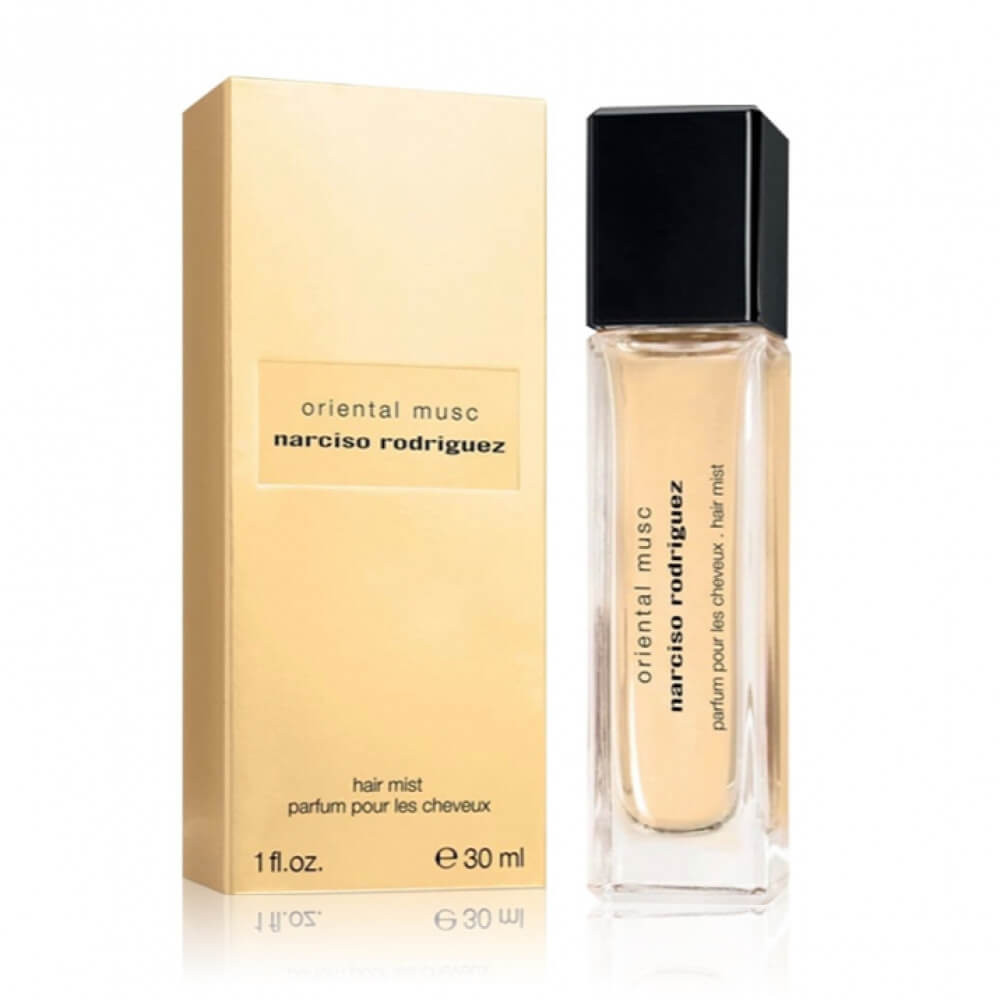 oriental musc
narciso rodriguez
hair mist
parfum pour les cheveux
1 fl.oz.
℮ 30 ml
oriental musc
narciso rodriguez
parfum pour les cheveux . hair mist